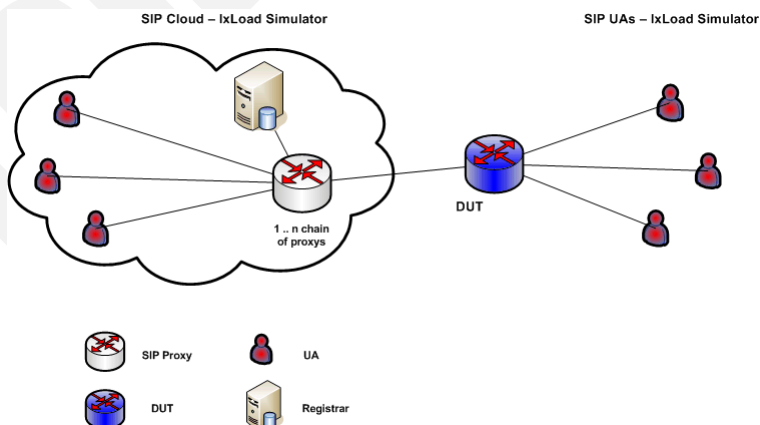 SIP Cloud – IxLoad Simulator
SIP UAs – IxLoad Simulator
1 .. n chain
of proxys
DUT
SIP Proxy
UA
DUT
Registrar